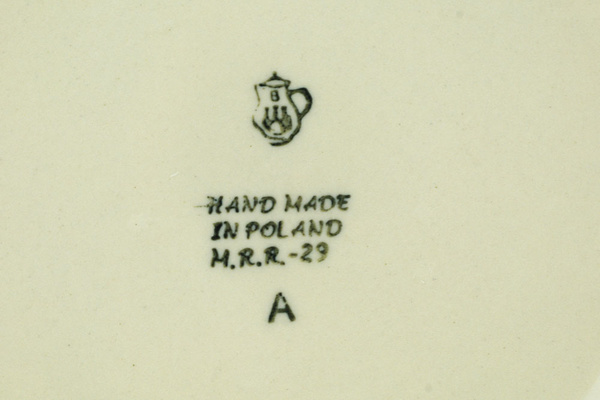 B
HAND MADE
IN POLAND
M.R.R.-29
A